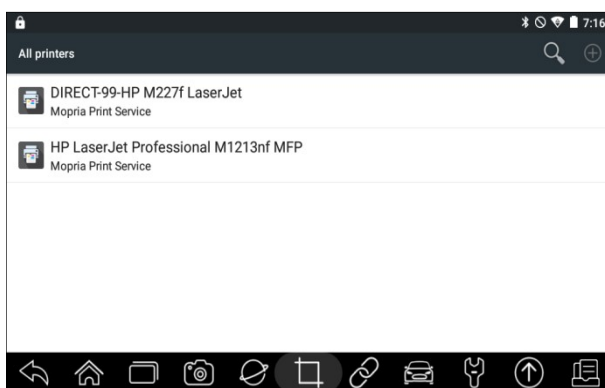 7:16
All printers
DIRECT-99-HP M227f LaserJet
Mopria Print Service
HP LaserJet Professional M1213nf MFP
Mopria Print Service